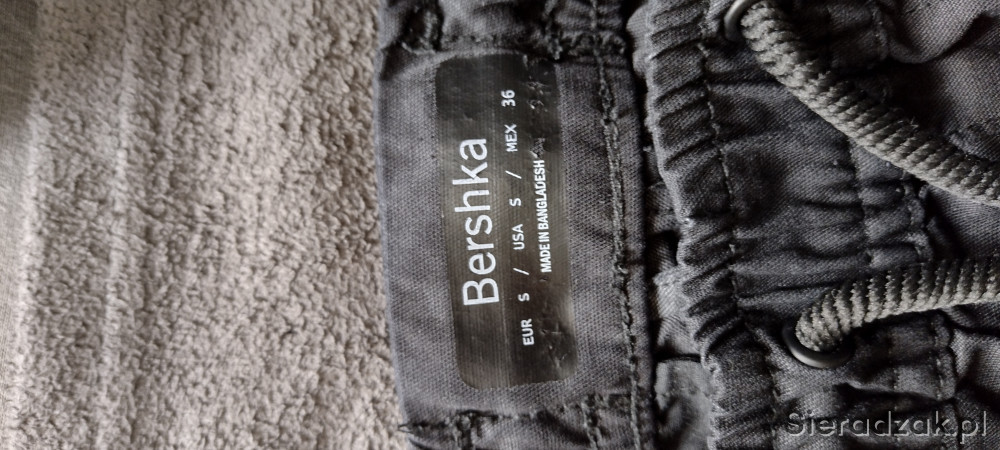 Bershka
EUR S / USA S / MEX 36
MADE IN BANGLADESH
Sieradzak.pl